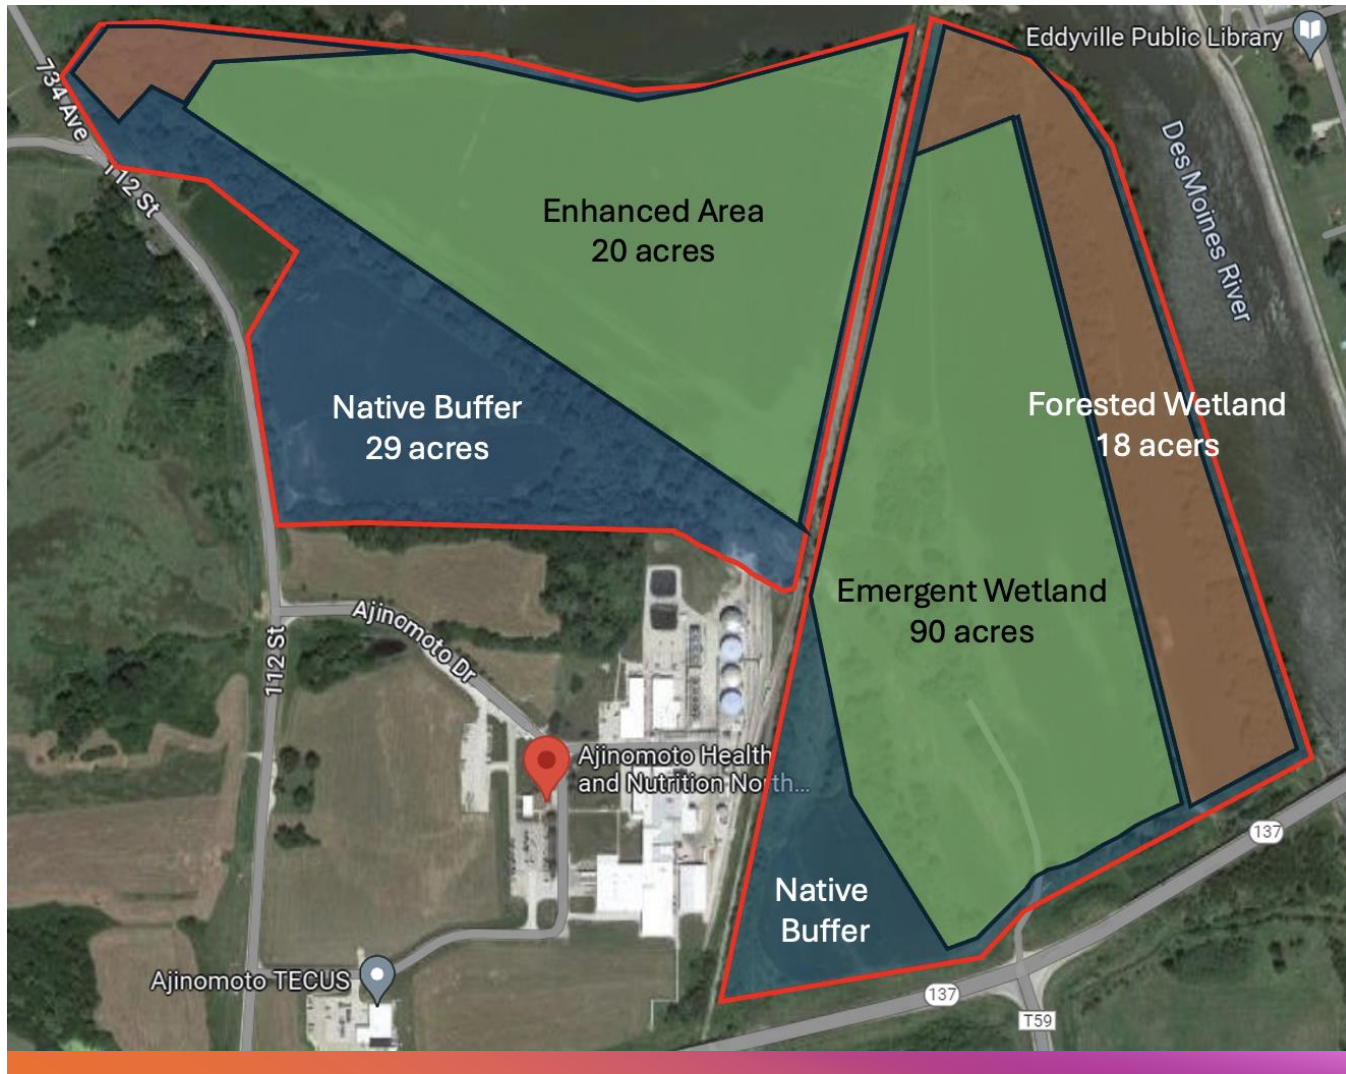 Eddyville Public Library
734 Ave
112 St
Des Moines River
Enhanced Area
20 acres
Native Buffer
29 acres
Forested Wetland
18 acers
Emergent Wetland
90 acres
Ajinomoto Dr
112 St
Ajinomoto Health
and Nutrition North...
137
Native
Buffer
Ajinomoto TECUS
137
T59